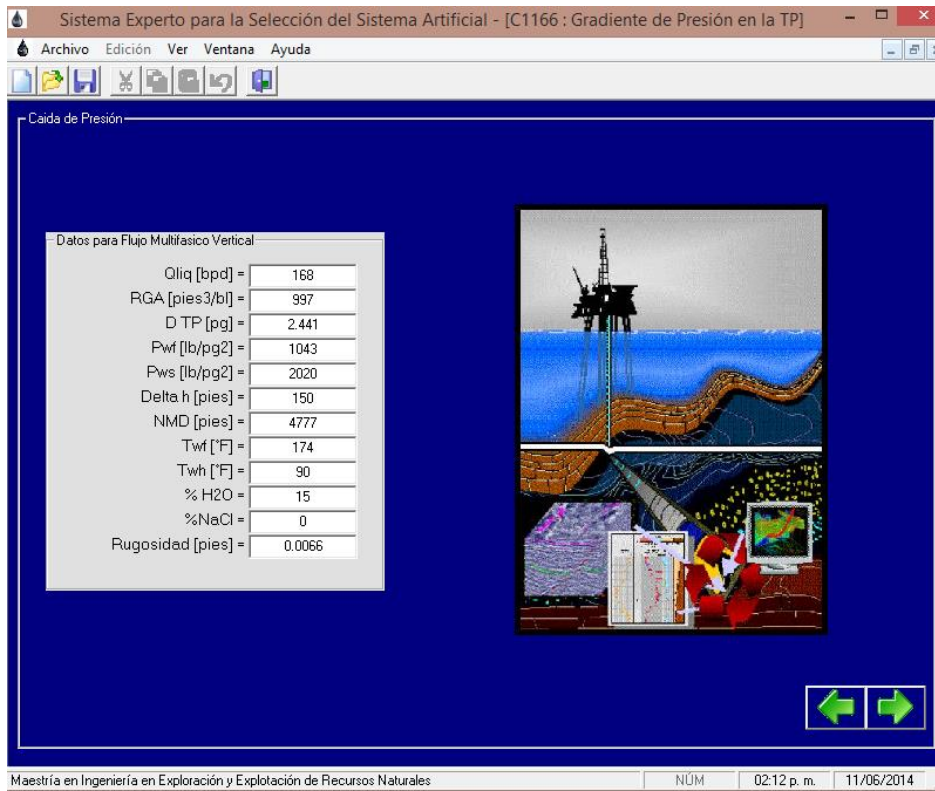 Sistema Experto para la Selección del Sistema Artificial - [C1166 : Gradiente de Presión en la TP]
Archivo Edición Ver Ventana Ayuda
Caida de Presión
Datos para Flujo Multifasico Vertical
Qliq [bpd] = 168
RGA [pies3/bl] = 997
D TP [pg] = 2.441
Pwf [lb/pg2] = 1043
Pws [lb/pg2] = 2020
Delta h [pies] = 150
NMD [pies] = 4777
Twf [°F] = 174
Twh [°F] = 90
% H2O = 15
%NaCl = 0
Rugosidad [pies] = 0.0066
Maestría en Ingeniería en Exploración y Explotación de Recursos Naturales NÚM 02:12 p. m. 11/06/2014